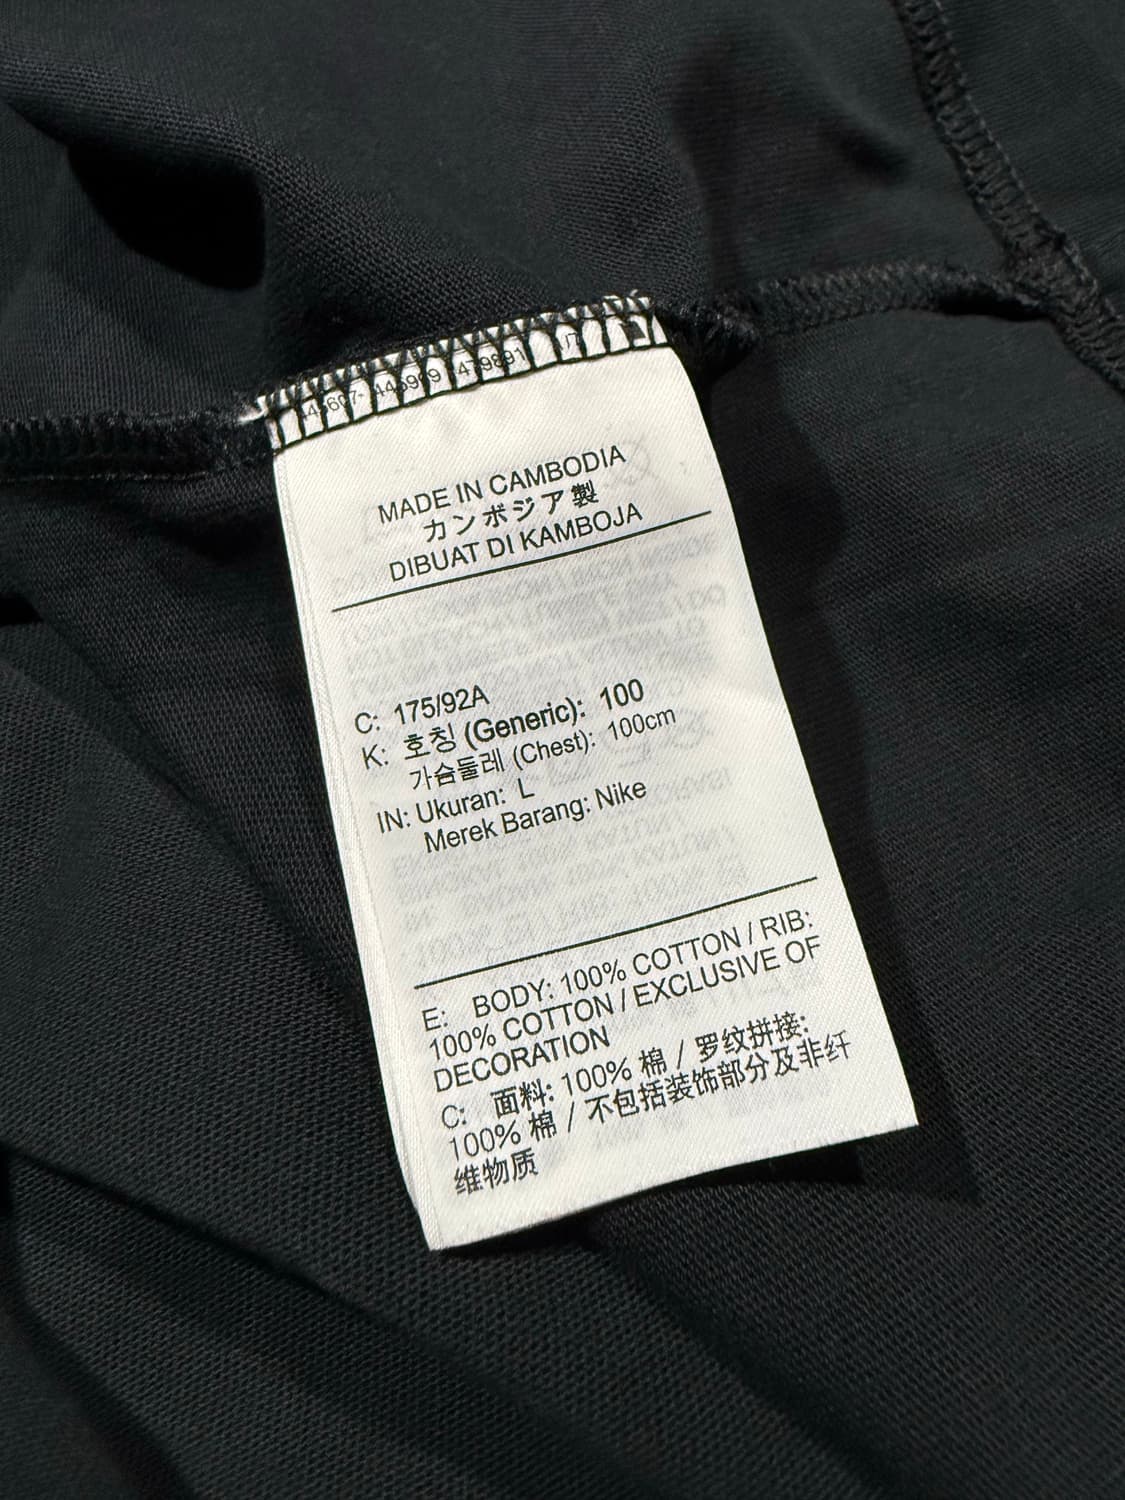 MADE IN CAMBODIA
カンボジア製
DIBUAT DI KAMBOJA
C: 175/92A
K: 호칭 (Generic): 100
가슴둘레 (Chest): 100cm
IN: Ukuran: L
Merek Barang: Nike
E: BODY: 100% COTTON / RIB:
100% COTTON / EXCLUSIVE OF
DECORATION
C: 面料: 100% 棉 / 罗纹拼接:
100% 棉 / 不包括装饰部分及非纤
维物质